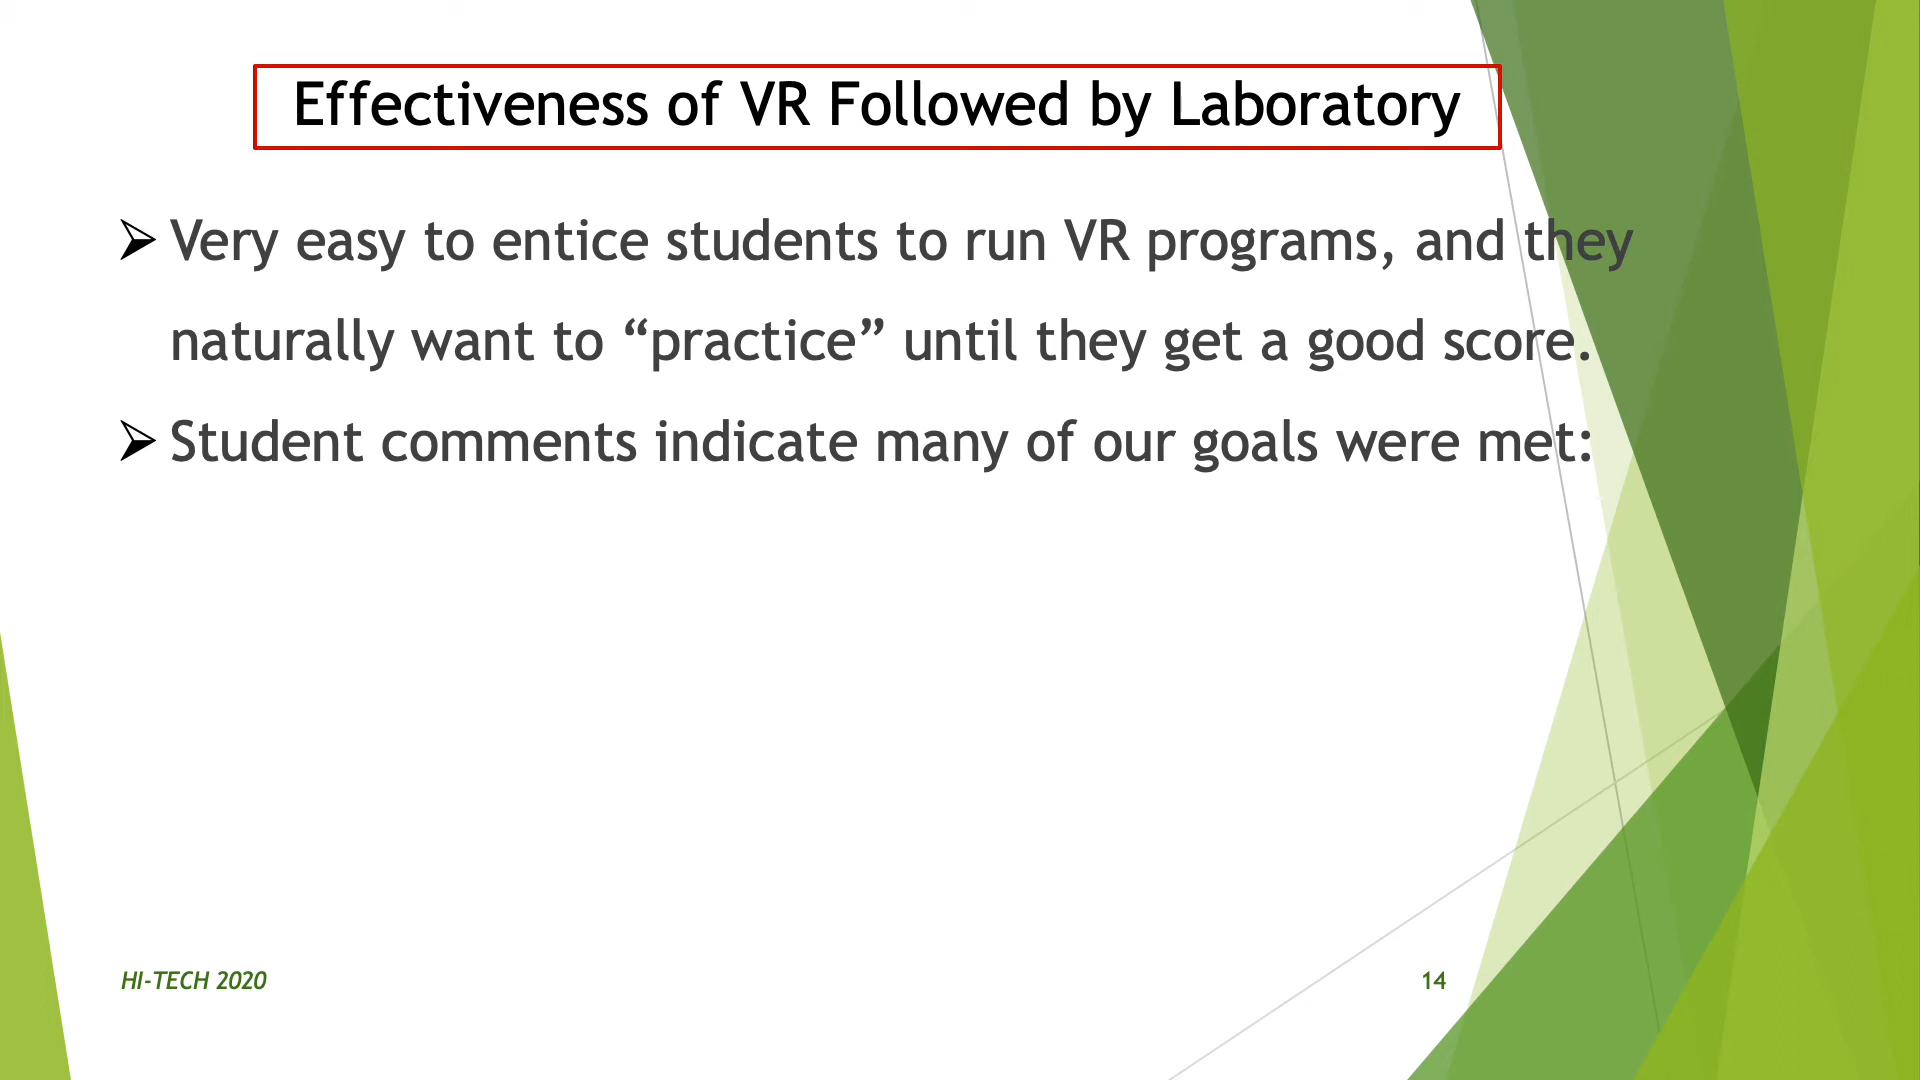 Effectiveness of VR Followed by Laboratory
➢ Very easy to entice students to run VR programs, and they
naturally want to “practice” until they get a good score.
➢ Student comments indicate many of our goals were met:
HI-TECH 2020
14